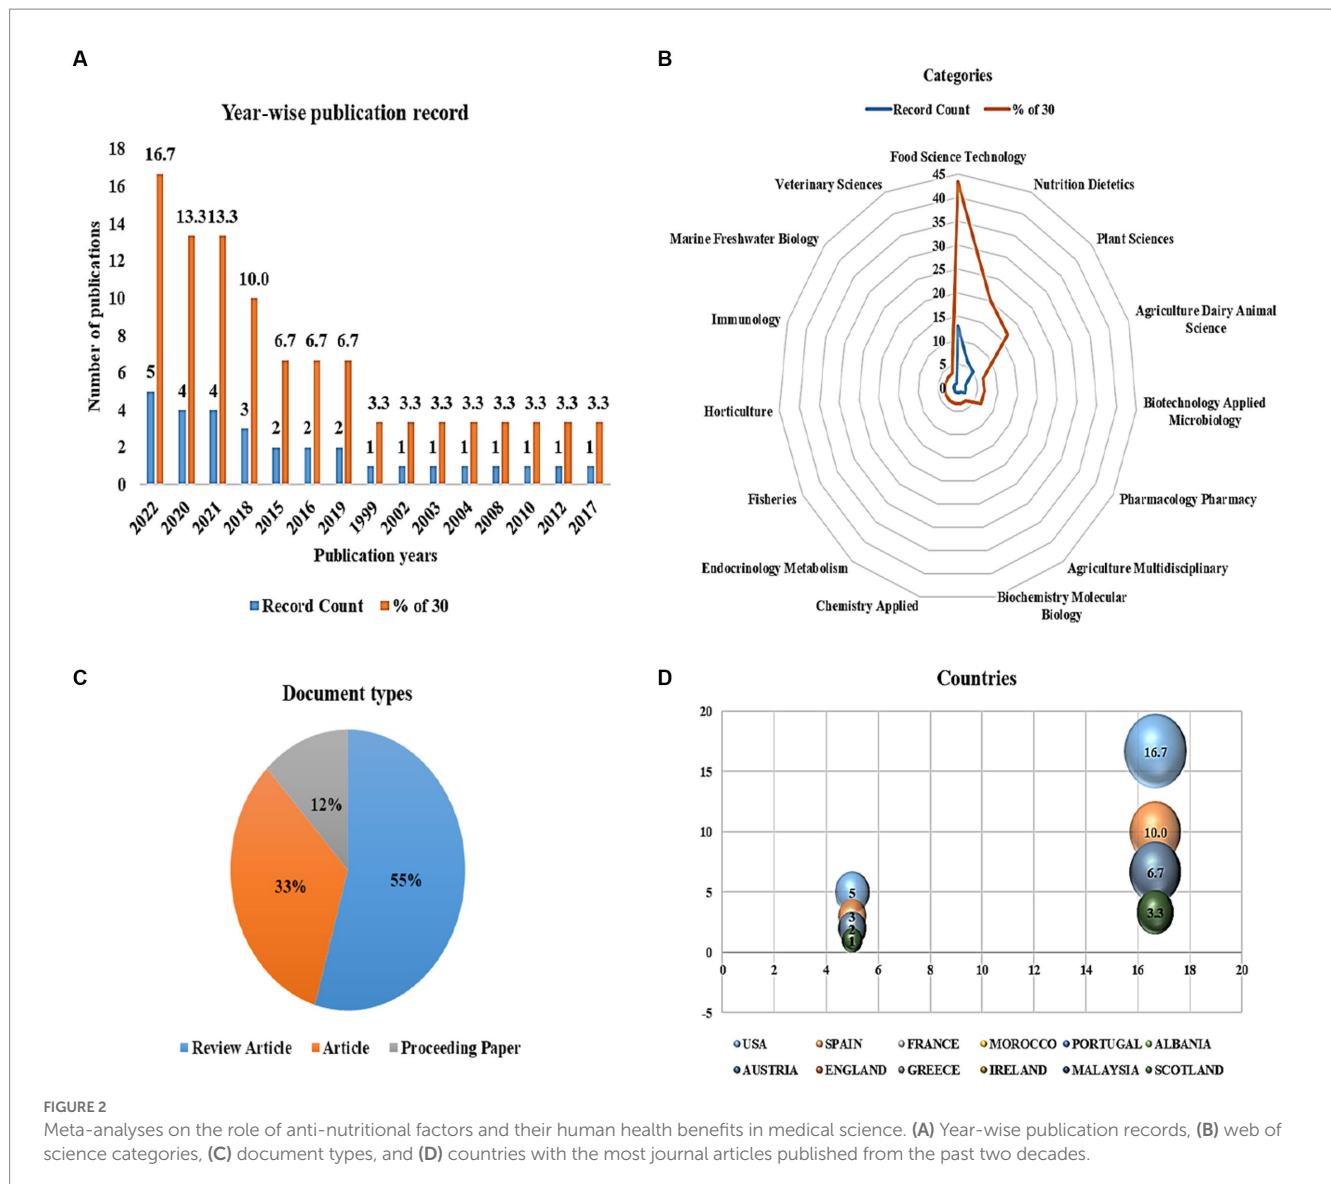 A
Year-wise publication record
Number of publications
18
16
14
12
10
8
6
4
2
0
16.7
13.3
13.3
10.0
6.7
6.7
6.7
3.3
3.3
3.3
3.3
3.3
3.3
3.3
3.3
5
4
4
3
2
2
2
1
1
1
1
1
1
1
1
2022
2020
2021
2018
2015
2016
2019
1999
2002
2003
2004
2008
2010
2012
2017
Publication years
Record Count
% of 30
B
Categories
Record Count
% of 30
Food Science Technology
Nutrition Dietetics
Plant Sciences
Agriculture Dairy Animal
Science
Biotechnology Applied
Microbiology
Pharmacology Pharmacy
Agriculture Multidisciplinary
Biochemistry Molecular
Biology
Chemistry Applied
Endocrinology Metabolism
Fisheries
Horticulture
Immunology
Marine Freshwater Biology
Veterinary Sciences
45
40
35
30
25
20
15
10
5
0
C
Document types
12%
33%
55%
Review Article
Article
Proceeding Paper
D
Countries
20
15
10
5
0
-5
0
2
4
6
8
10
12
14
16
18
20
5
3
2
1
16.7
10.0
6.7
3.3
USA
SPAIN
FRANCE
MOROCCO
PORTUGAL
ALBANIA
AUSTRIA
ENGLAND
GREECE
IRELAND
MALAYSIA
SCOTLAND
FIGURE 2
Meta-analyses on the role of anti-nutritional factors and their human health benefits in medical science. (A) Year-wise publication records, (B) web of
science categories, (C) document types, and (D) countries with the most journal articles published from the past two decades.